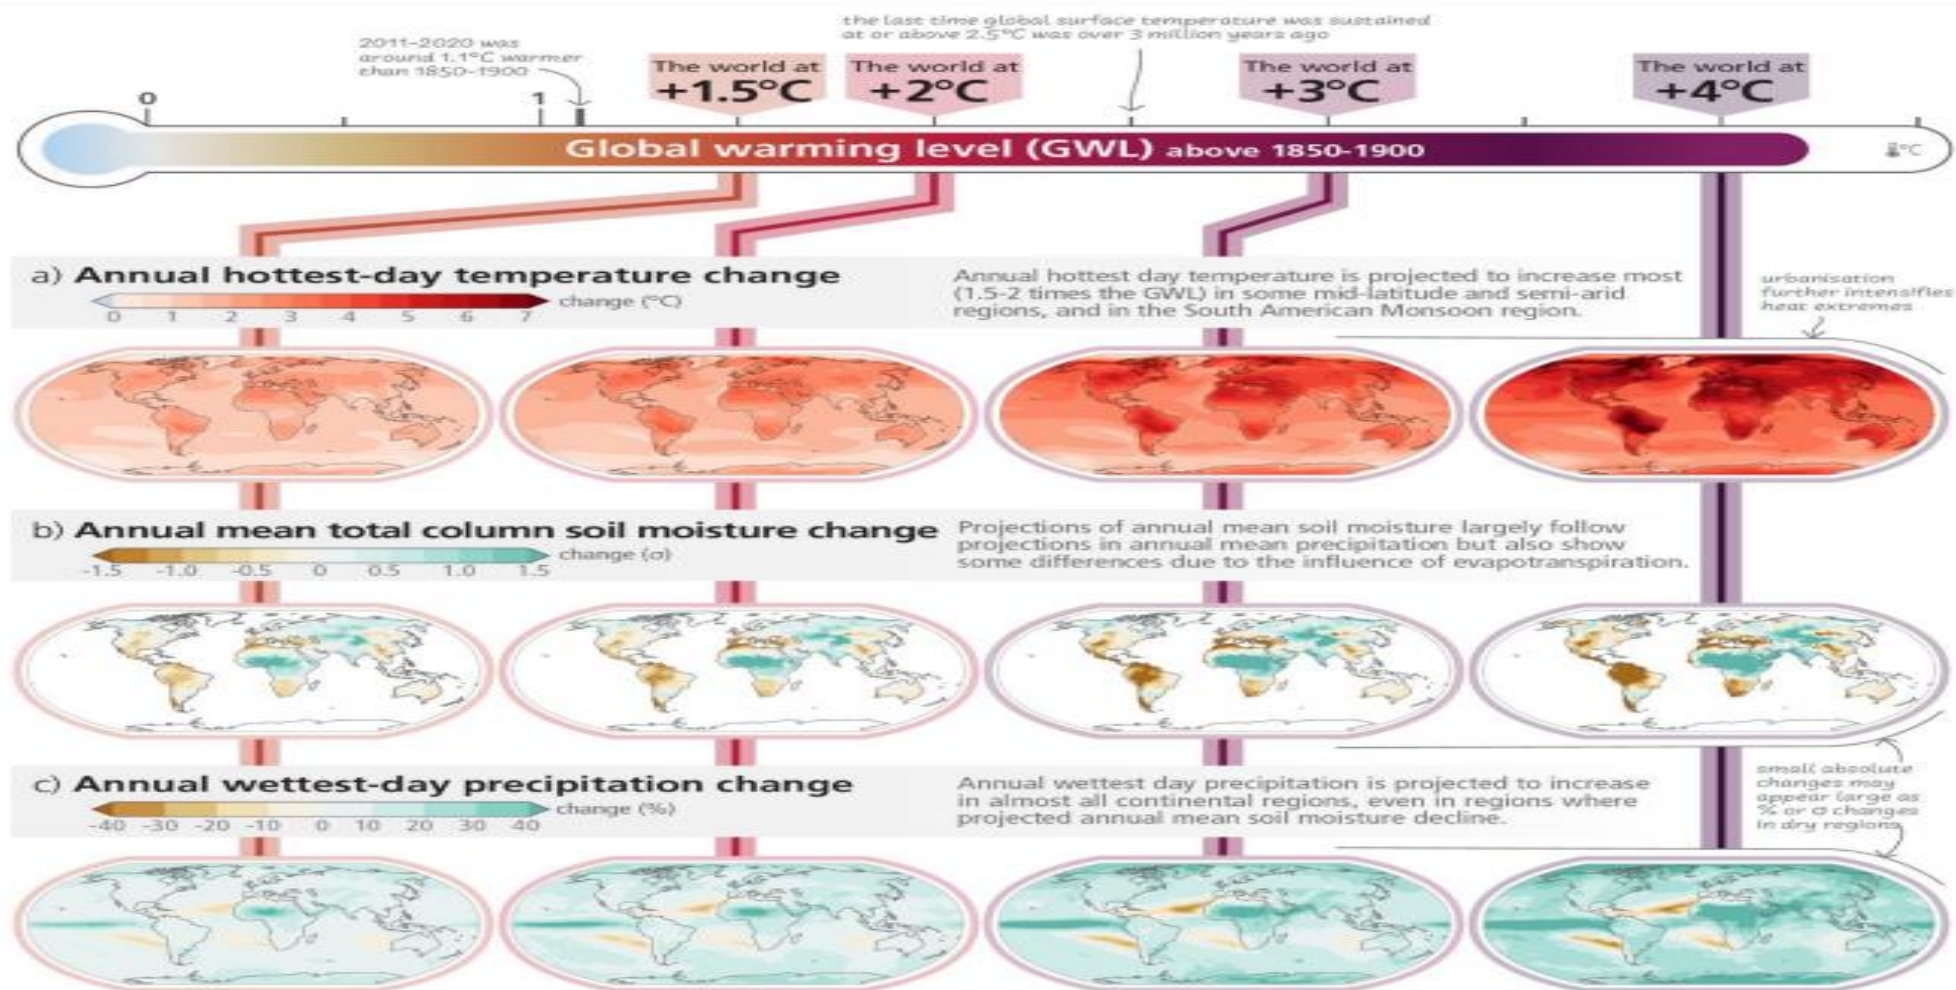 the last time global surface temperature was sustained
at or above 2.5°C was over 3 million years ago
2011-2020 was
around 1.1°C warmer
than 1850-1900
The world at
+1.5°C
The world at
+2°C
The world at
+3°C
The world at
+4°C
0
1
Global warming level (GWL) above 1850-1900
°C
a) Annual hottest-day temperature change
change (°C)
0 1 2 3 4 5 6 7
Annual hottest day temperature is projected to increase most
(1.5-2 times the GWL) in some mid-latitude and semi-arid
regions, and in the South American Monsoon region.
urbanisation
further intensifies
heat extremes
b) Annual mean total column soil moisture change
change (σ)
-1.5 -1.0 -0.5 0 0.5 1.0 1.5
Projections of annual mean soil moisture largely follow
projections in annual mean precipitation but also show
some differences due to the influence of evapotranspiration.
c) Annual wettest-day precipitation change
change (%)
-40 -30 -20 -10 0 10 20 30 40
Annual wettest day precipitation is projected to increase
in almost all continental regions, even in regions where
projected annual mean soil moisture decline.
small absolute
changes may
appear large as
% or σ changes
in dry regions